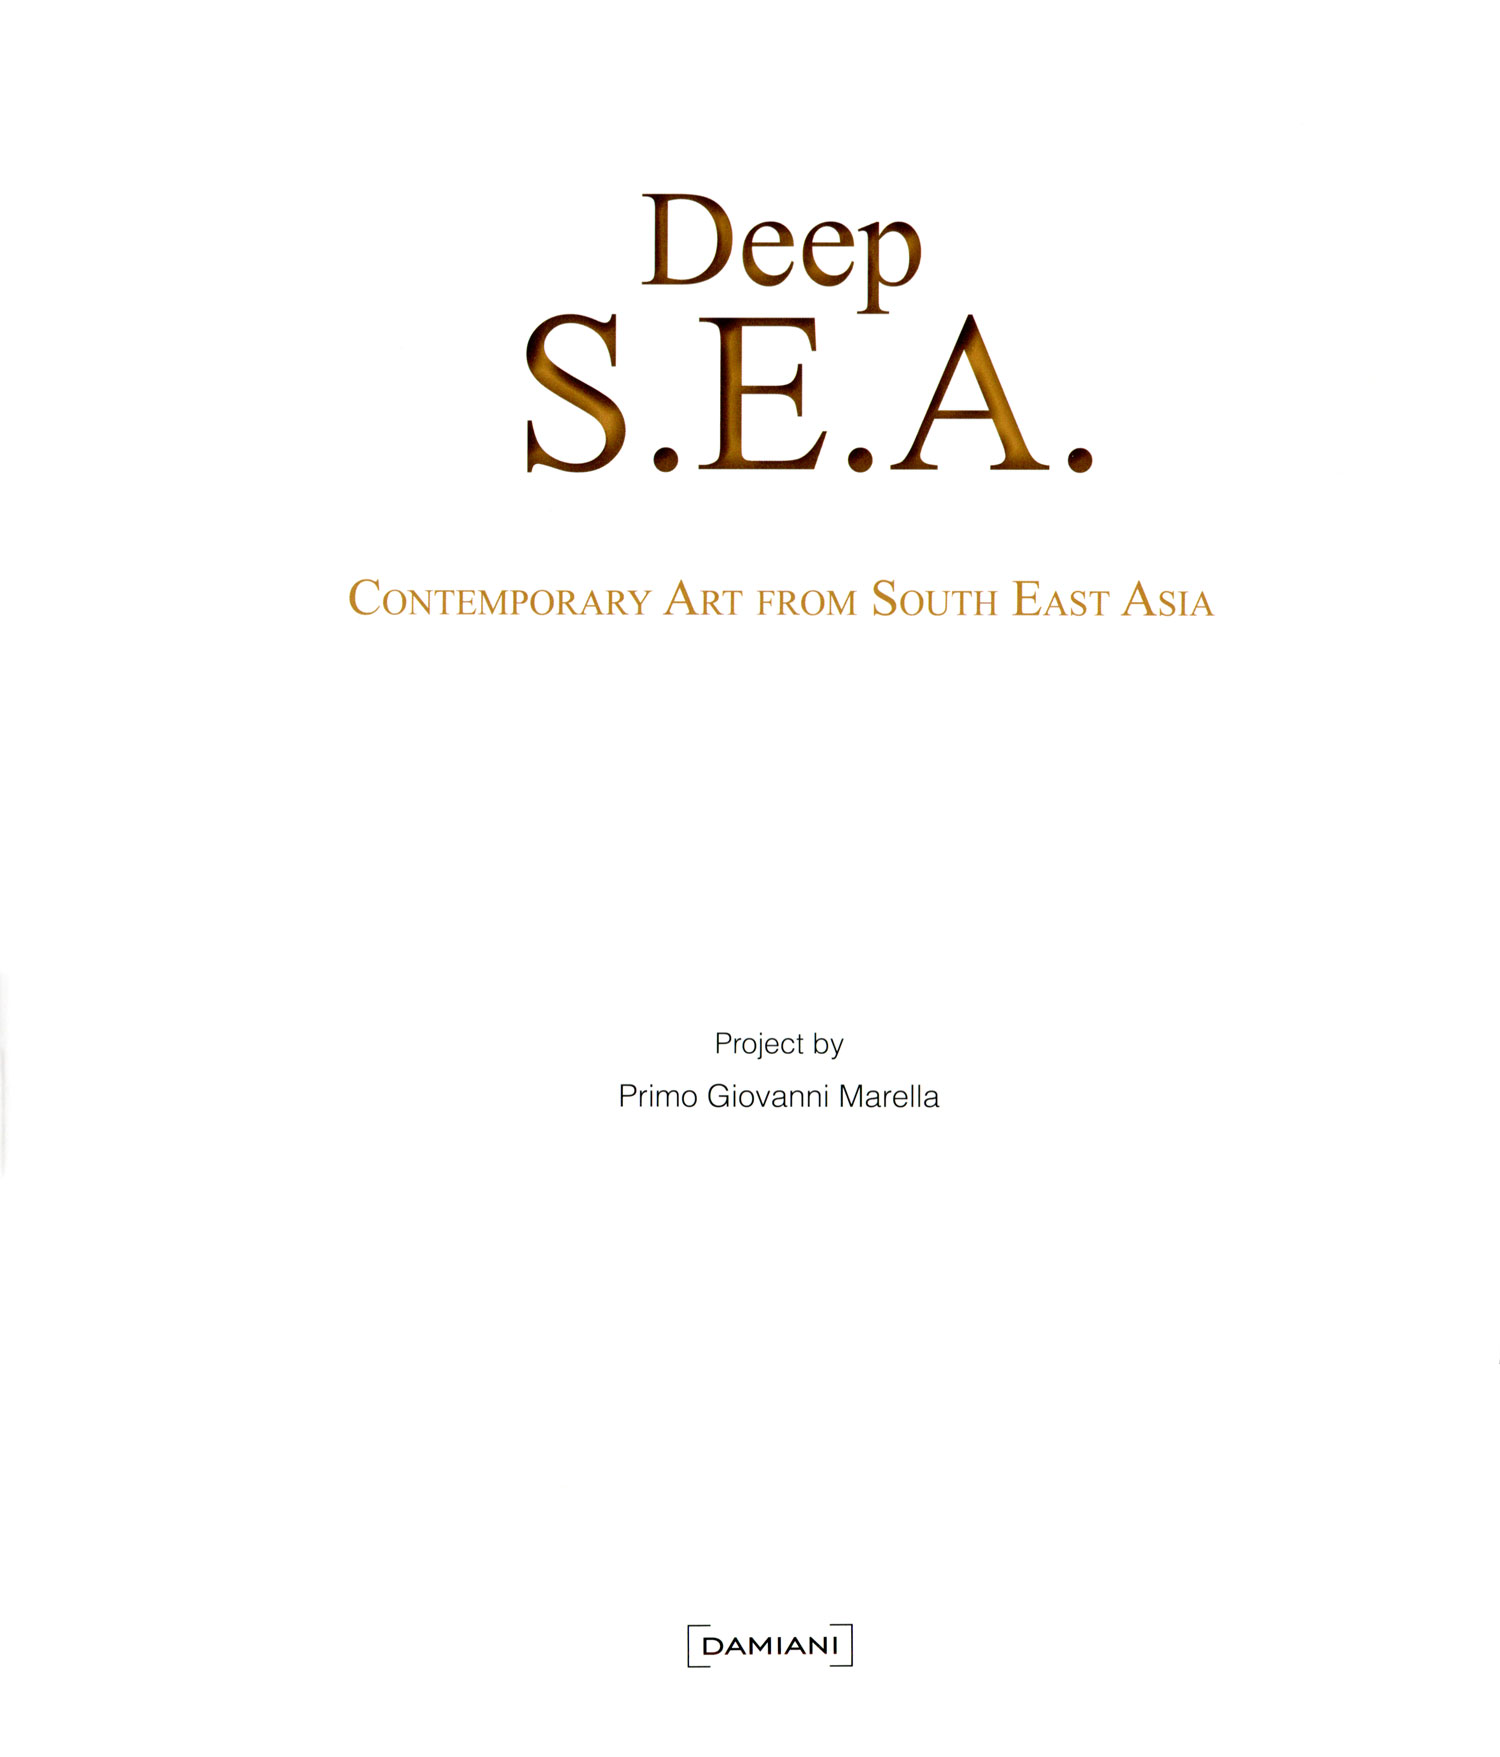 Deep
S.E.A.
Contemporary Art from South East Asia
Project by
Primo Giovanni Marella
[DAMIANI]